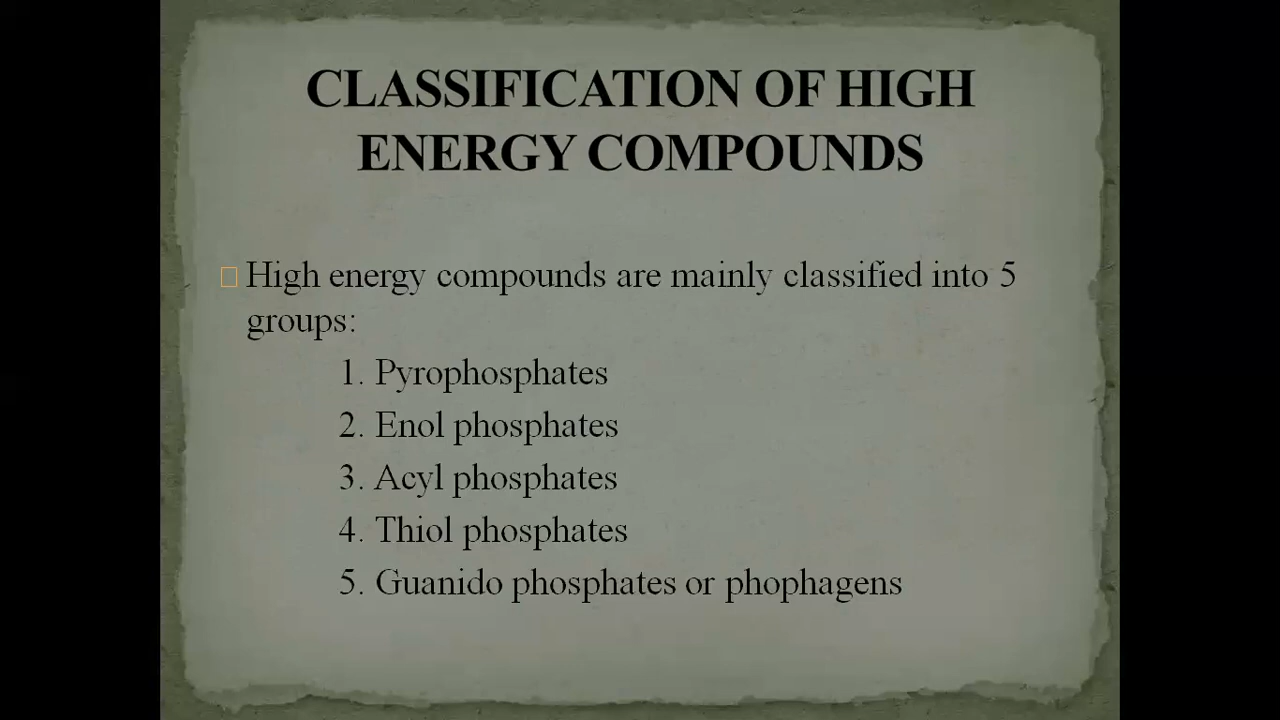 CLASSIFICATION OF HIGH
ENERGY COMPOUNDS
High energy compounds are mainly classified into 5
groups:
1. Pyrophosphates
2. Enol phosphates
3. Acyl phosphates
4. Thiol phosphates
5. Guanido phosphates or phophagens